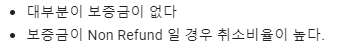 • 대부분이 보증금이 없다
• 보증금이 Non Refund 일 경우 취소비율이 높다.